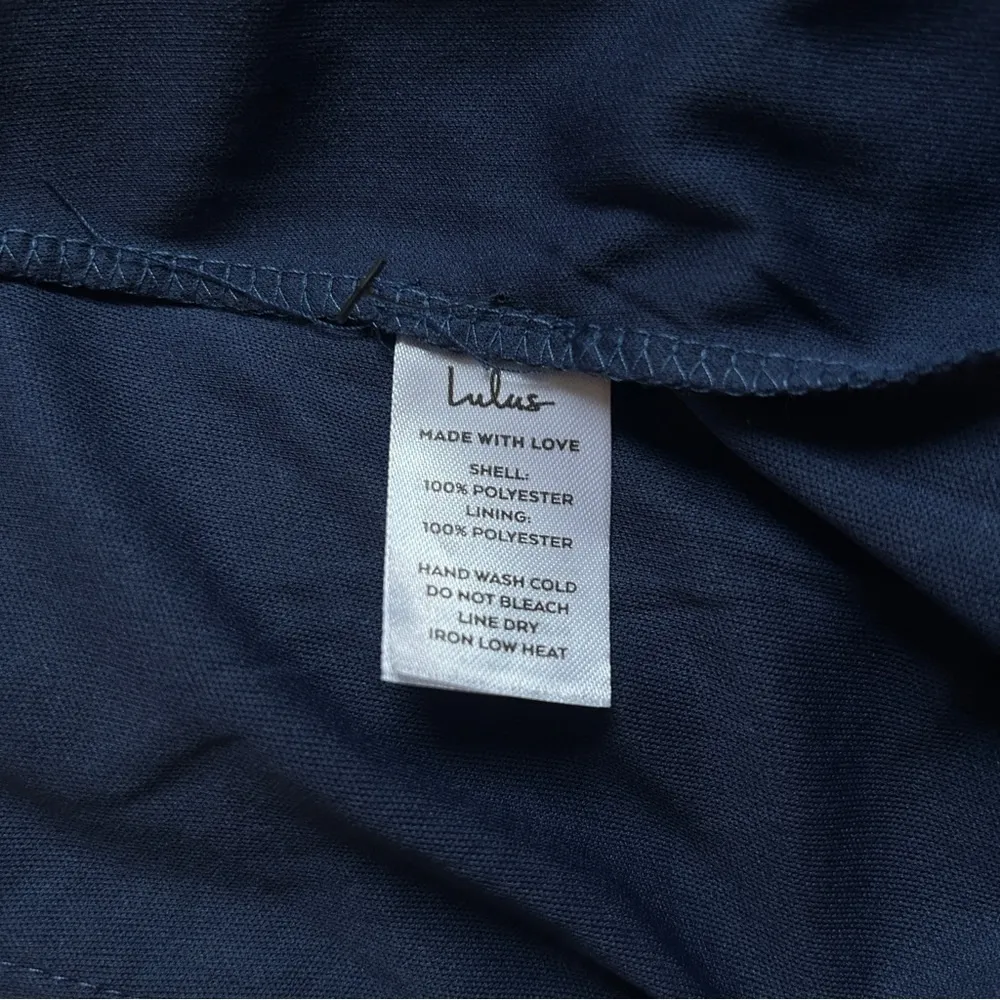 Lulus
MADE WITH LOVE
SHELL:
100% POLYESTER
LINING:
100% POLYESTER
HAND WASH COLD
DO NOT BLEACH
LINE DRY
IRON LOW HEAT